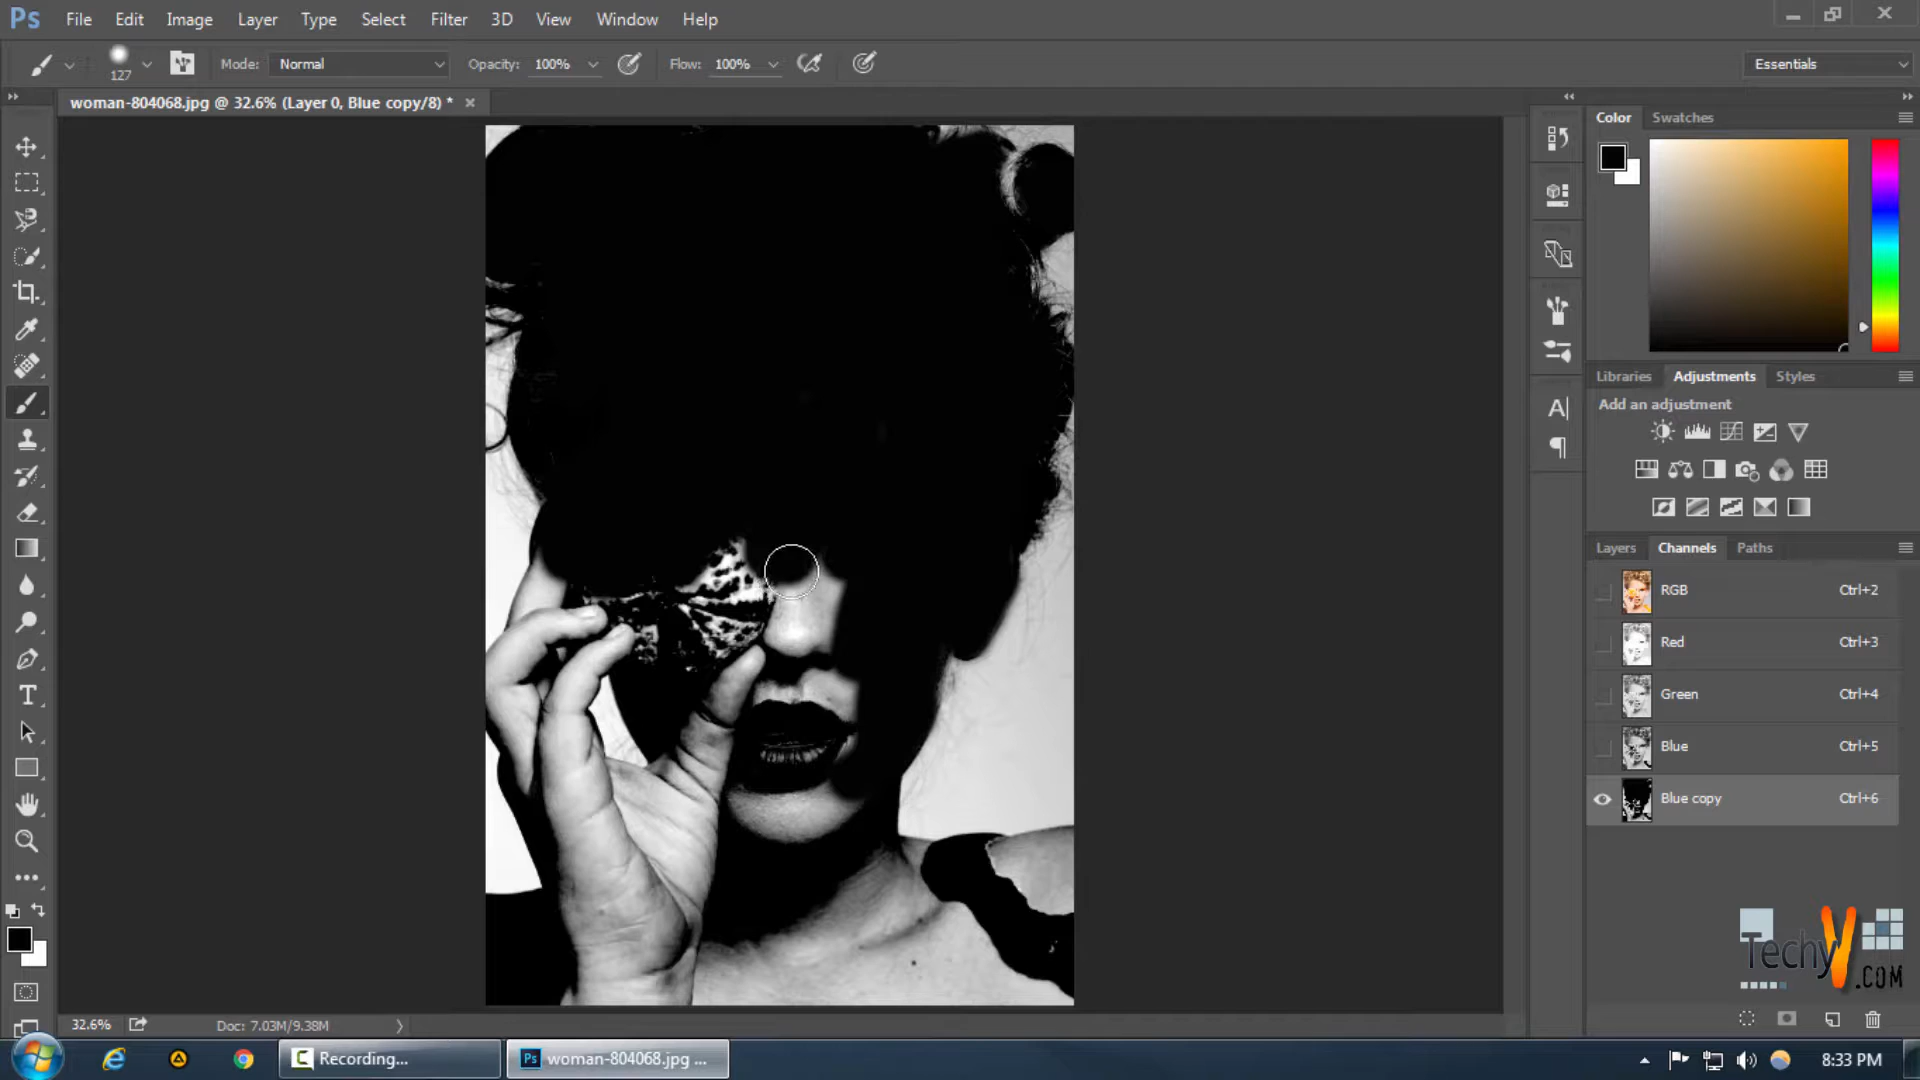 Ps File Edit Image Layer Type Select Filter 3D View Window Help
127 Mode: Normal Opacity: 100% Flow: 100% Essentials
woman-804068.jpg @ 32.6% (Layer 0, Blue copy/8) *
Color Swatches
Libraries Adjustments Styles
Add an adjustment
Layers Channels Paths
RGB Ctrl+2
Red Ctrl+3
Green Ctrl+4
Blue Ctrl+5
Blue copy Ctrl+6
TechyV.COM
32.6% Doc: 7.03M/9.38M
Recording... Ps woman-804068.jpg ... 8:33 PM